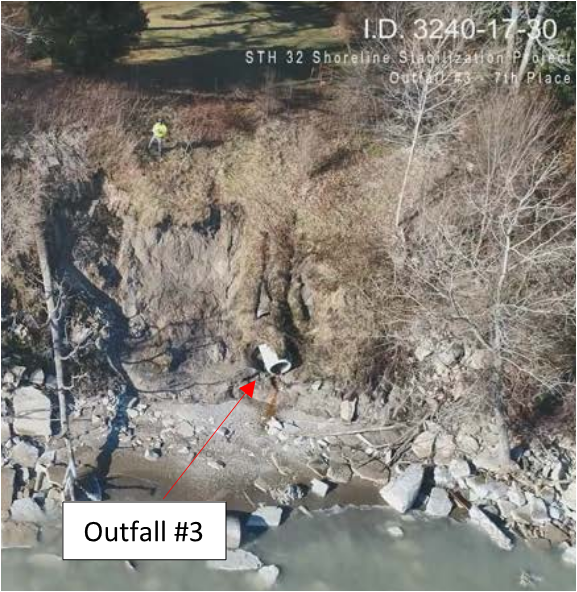 I.D. 3240-17-30
STH 32 Shoreline Stabilization Project
Outfall #3 - 7th Place
Outfall #3